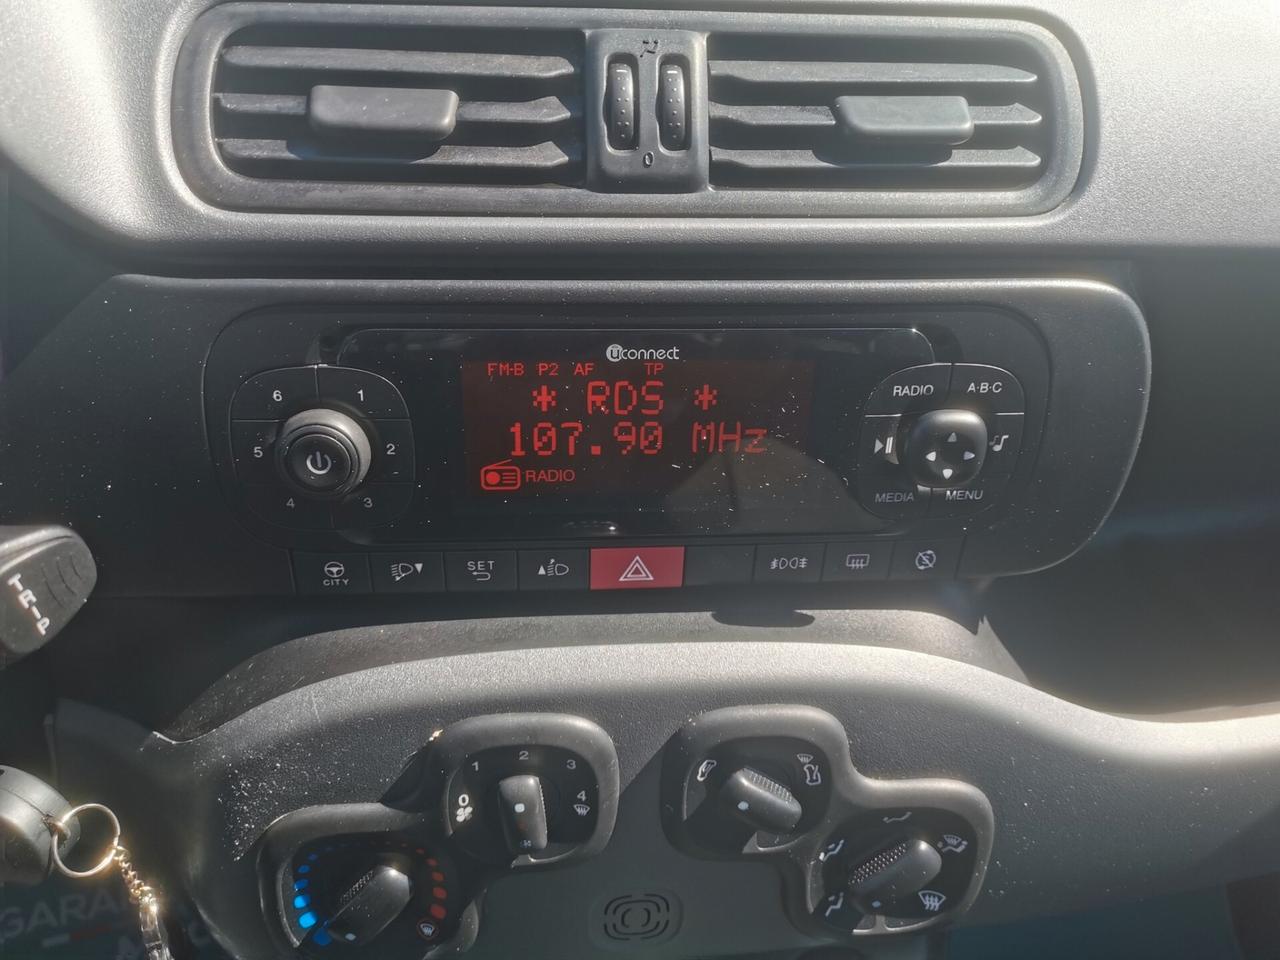 0
uconnect
FM-B P2 AF TP
* RDS *
107.90 MHz
RADIO
6 1
5 2
4 3
RADIO A·B·C
MEDIA MENU
CITY
SET
TRIP
0 1 2 3 4